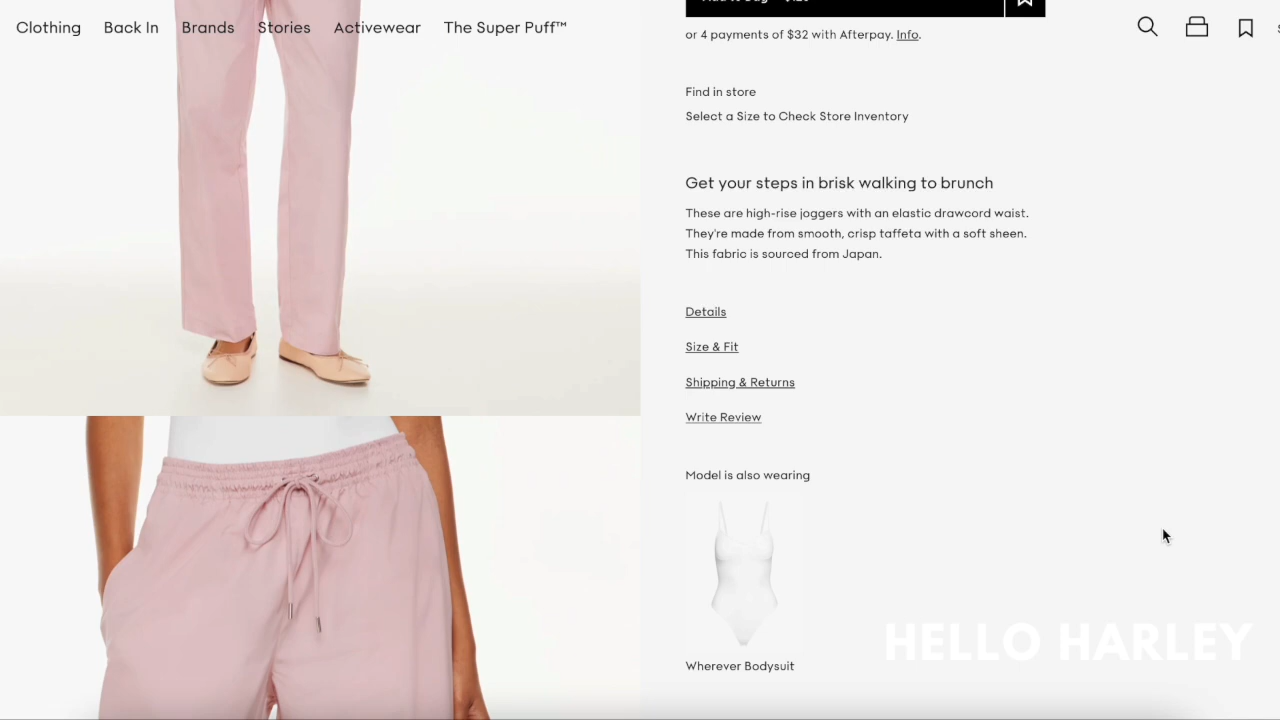 Clothing Back In Brands Stories Activewear The Super Puff™
or 4 payments of $32 with Afterpay. Info.
Find in store
Select a Size to Check Store Inventory
Get your steps in brisk walking to brunch
These are high-rise joggers with an elastic drawcord waist.
They're made from smooth, crisp taffeta with a soft sheen.
This fabric is sourced from Japan.
Details
Size & Fit
Shipping & Returns
Write Review
Model is also wearing
HELLO HARLEY
Wherever Bodysuit